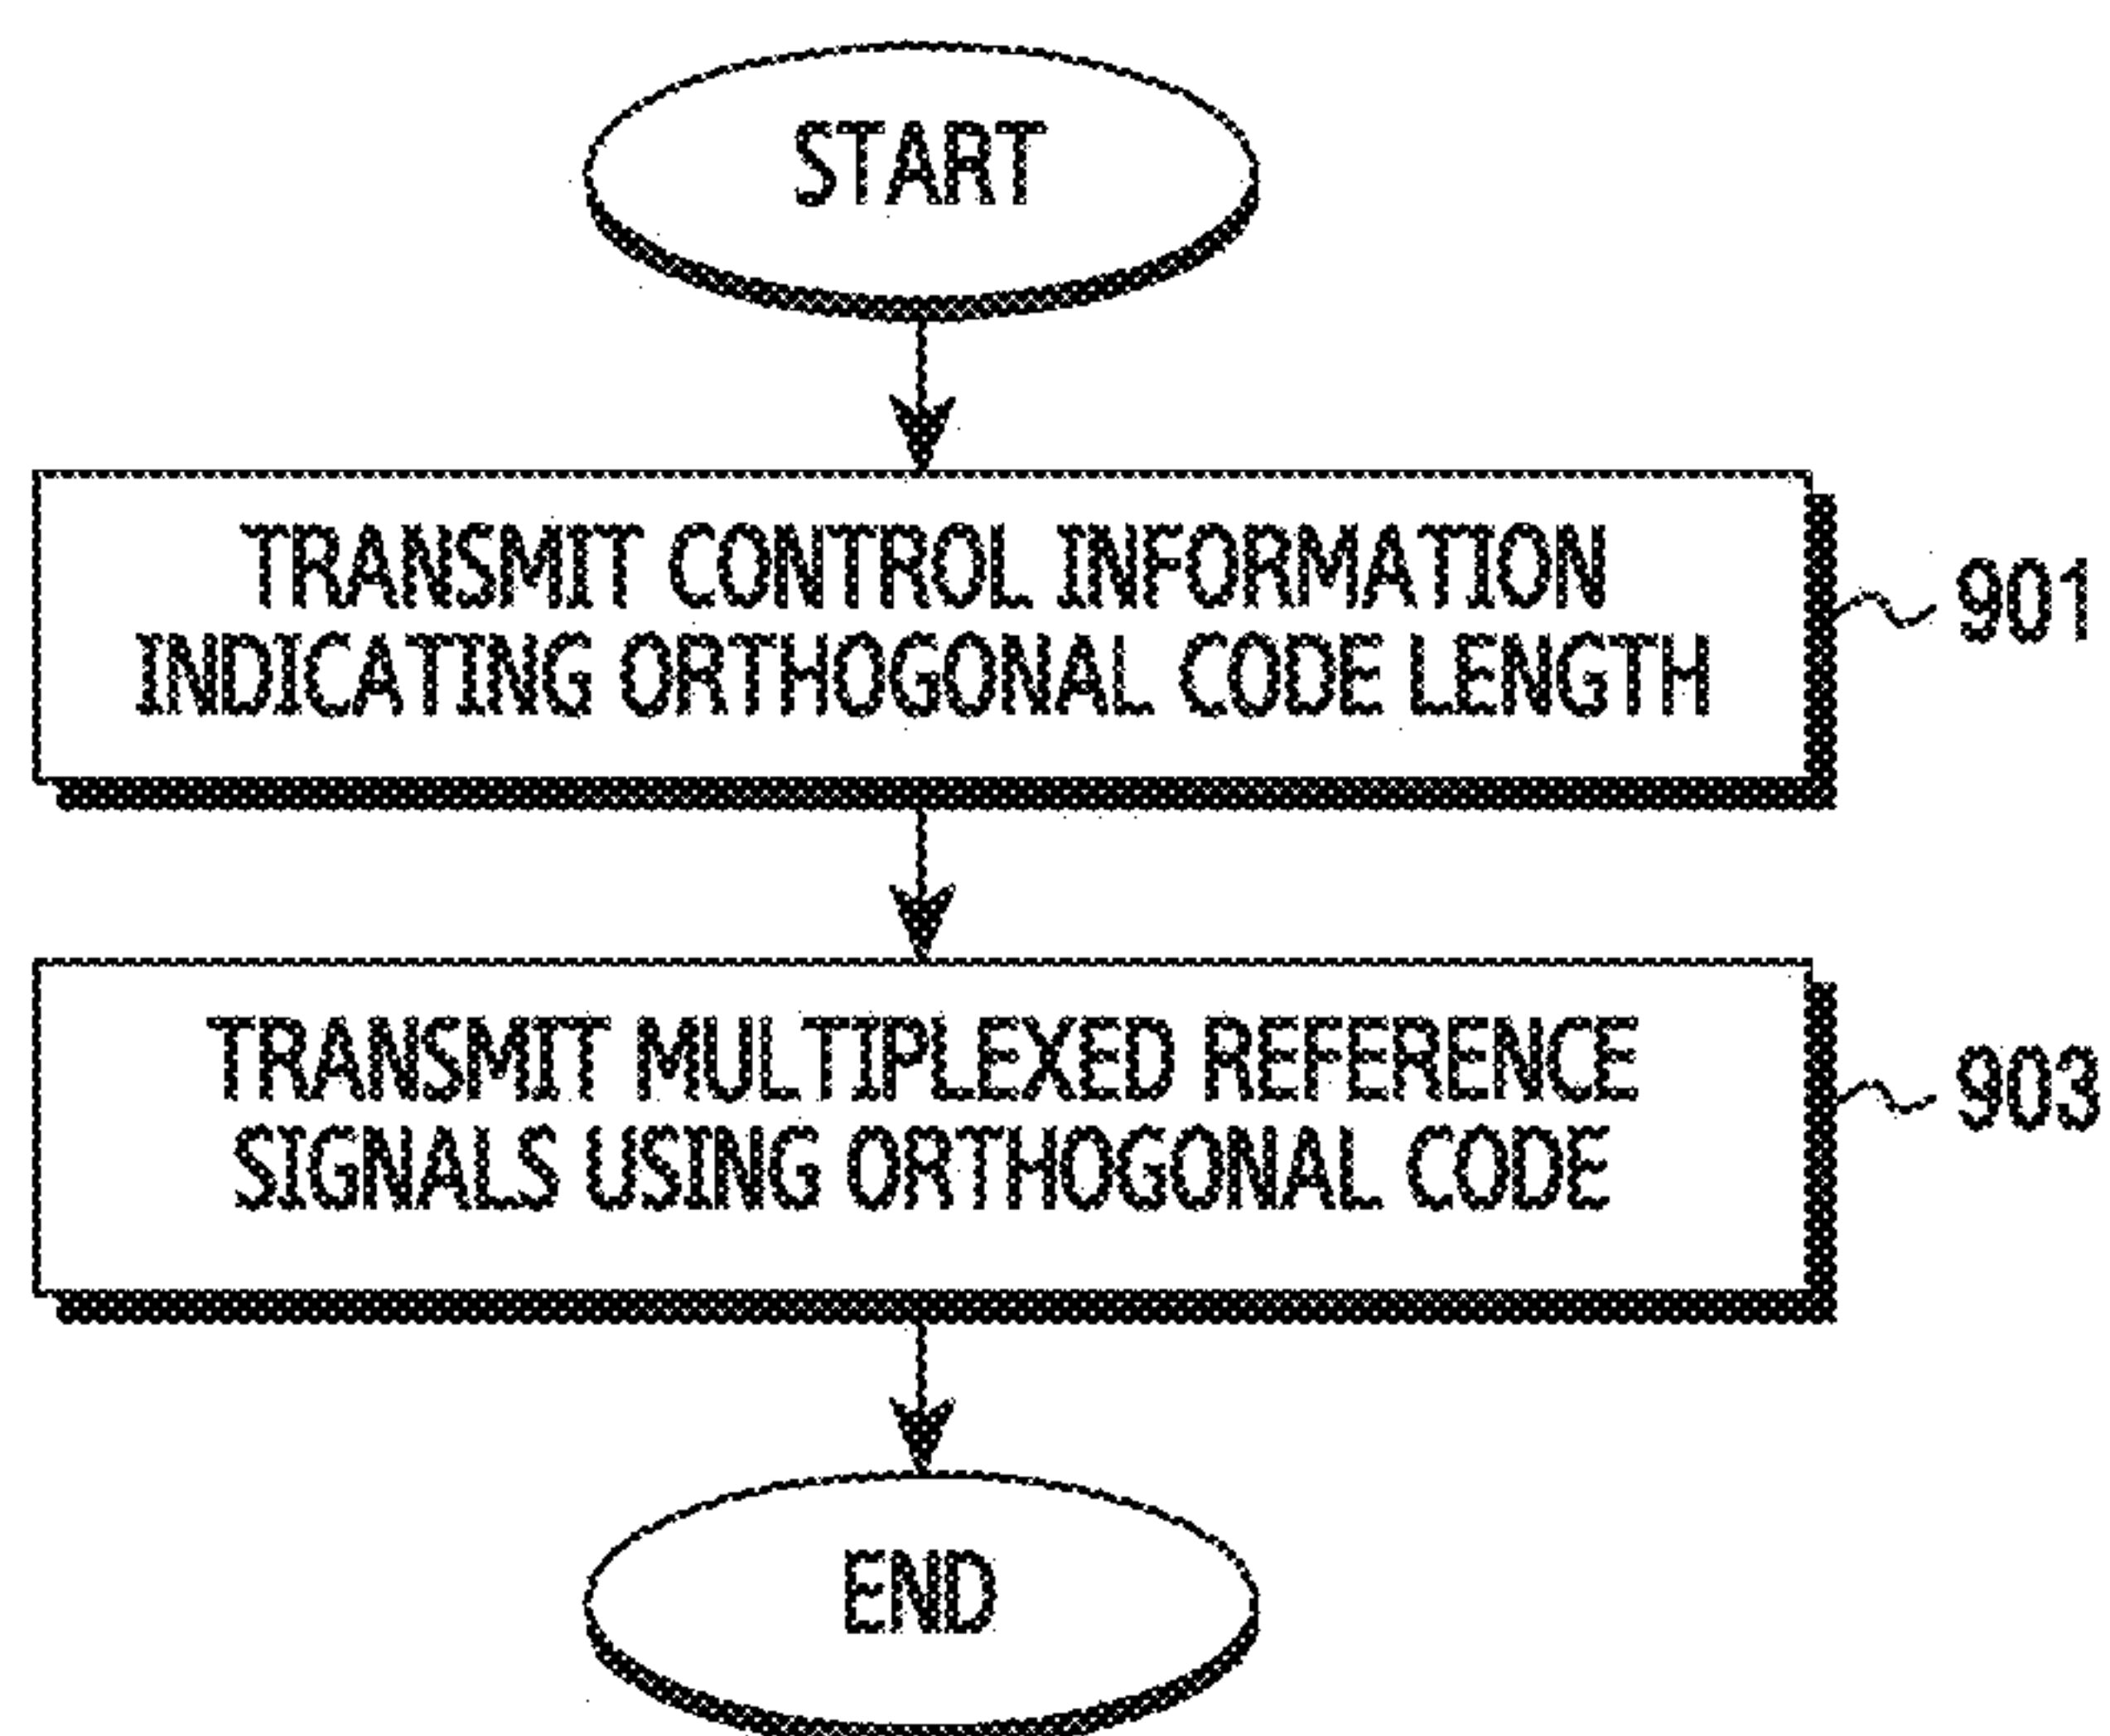 START
TRANSMIT CONTROL INFORMATION
INDICATING ORTHOGONAL CODE LENGTH
901
TRANSMIT MULTIPLEXED REFERENCE
SIGNALS USING ORTHOGONAL CODE
903
END